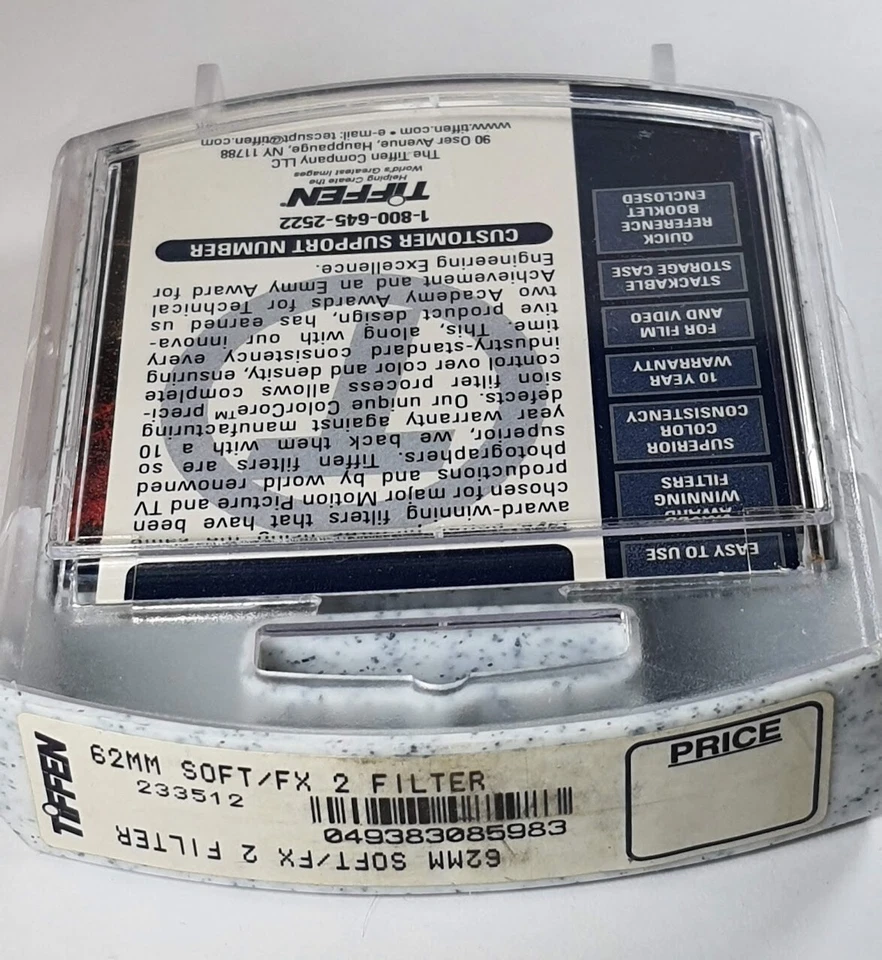 EASY TO USE
AWARD
WINNING
FILTERS
SUPERIOR
COLOR
CONSISTENCY
10 YEAR
WARRANTY
FOR FILM
AND VIDEO
STACKABLE
STORAGE CASE
QUICK
REFERENCE
BOOKLET
ENCLOSED
award-winning filters that have been
chosen for major Motion Picture and TV
productions and by world renowned
photographers. Tiffen filters are so
superior, we back them with a 10
year warranty against manufacturing
defects. Our unique ColorCore™ preci-
sion filter process allows complete
control over color and density, ensuring
industry-standard consistency every
time. This, along with our innova-
tive product design, has earned us
two Academy Awards for Technical
Achievement and an Emmy Award for
Engineering Excellence.
CUSTOMER SUPPORT NUMBER
1-800-645-2522
TIFFEN®
Helping Create the
World's Greatest Images
The Tiffen Company LLC
90 Oser Avenue, Hauppauge, NY 11788
www.tiffen.com • e-mail: tecsupt@tiffen.com
TIFFEN
62MM SOFT/FX 2 FILTER
233512
049383085983
62MM SOFT/FX 2 FILTER
PRICE